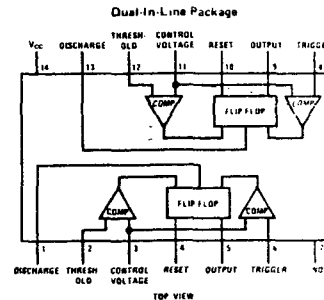 Dual-In-Line Package
VCC DISCHARGE THRESH-OLD CONTROL VOLTAGE RESET OUTPUT TRIGG
14 13 12 11 10 9 8
COMP FLIP FLOP COMP
COMP FLIP FLOP COMP
1 2 3 4 5 6 7
DISCHARGE THRESH OLD CONTROL VOLTAGE RESET OUTPUT TRIGGER
TOP VIEW